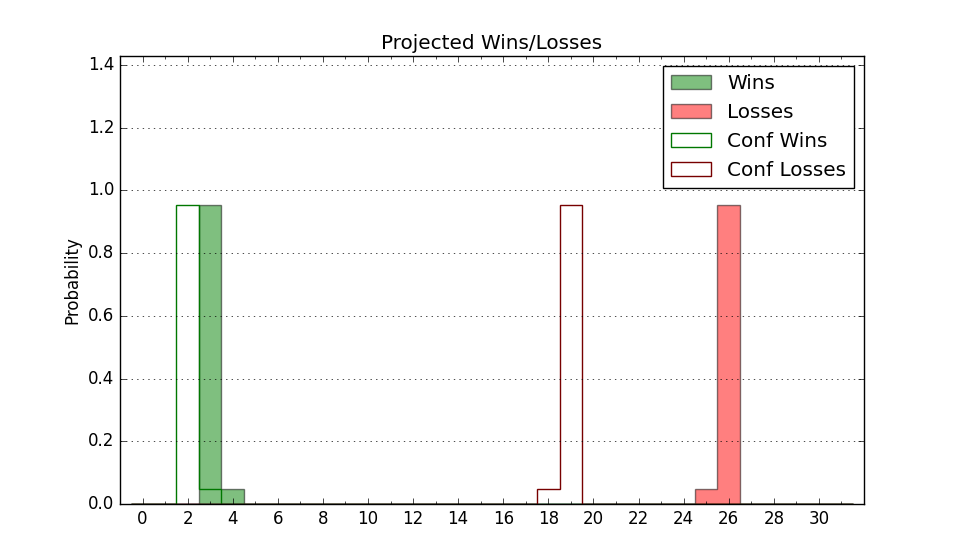 Projected Wins/Losses
1.4
1.2
1.0
0.8
0.6
0.4
0.2
0.0
Probability
Wins
Losses
Conf Wins
Conf Losses
0 2 4 6 8 10 12 14 16 18 20 22 24 26 28 30